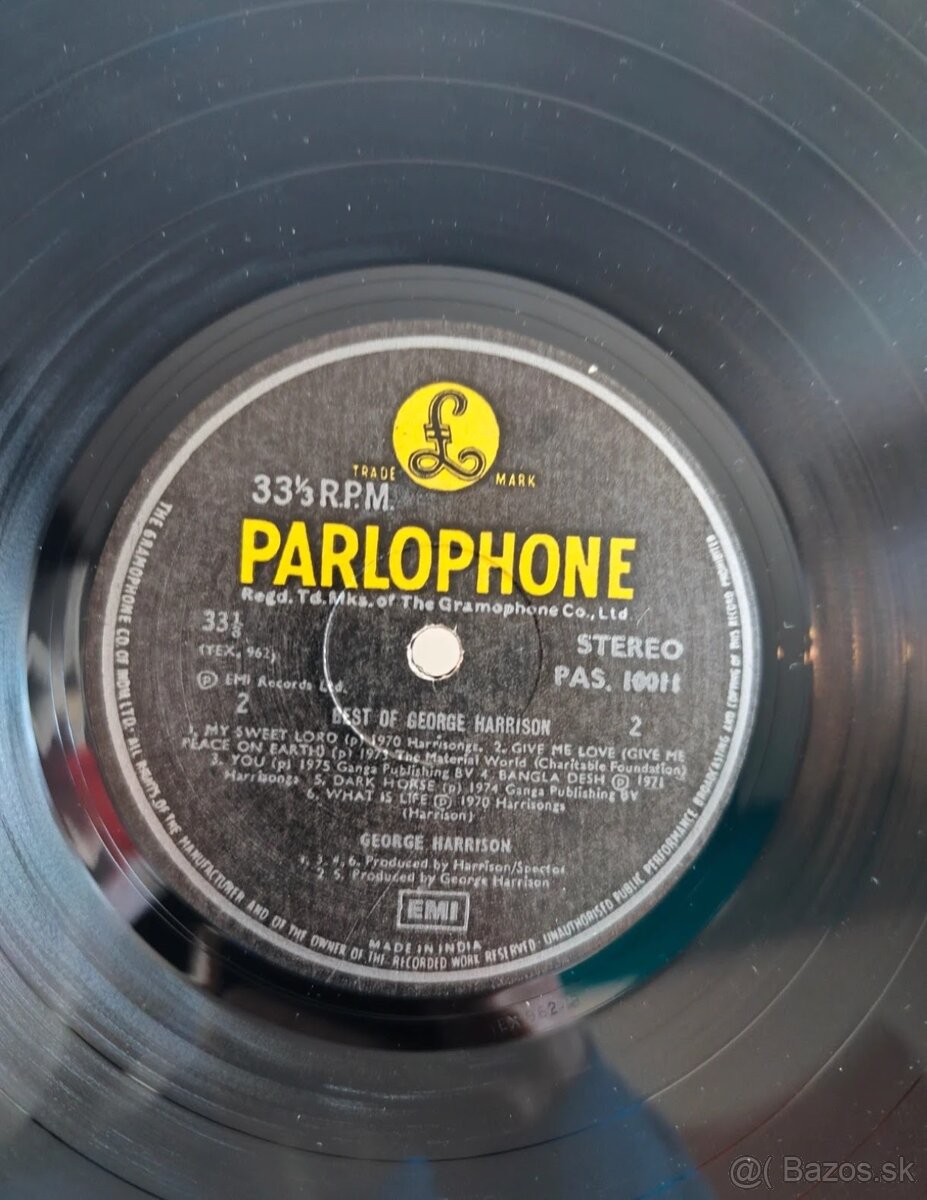 TRADE MARK
33⅓ R.P.M.
PARLOPHONE
Regd. Td. Mks. of The Gramophone Co., Ltd.
33⅓
STEREO
(TEX. 962)
PAS. 10011
℗ EMI Records Ltd.
2
2
BEST OF GEORGE HARRISON
1. MY SWEET LORD (p) 1970 Harrisongs. 2. GIVE ME LOVE (GIVE ME
PEACE ON EARTH) (p) 1973 The Material World (Charitable Foundation)
3. YOU (p) 1975 Ganga Publishing BV 4. BANGLA DESH ℗ 1971
Harrisongs 5. DARK HORSE (p) 1974 Ganga Publishing BV
6. WHAT IS LIFE ℗ 1970 Harrisongs
(Harrison)
GEORGE HARRISON
1, 3, 4, 6. Produced by Harrison/Spector
2 5. Produced by George Harrison
EMI
MADE IN INDIA
THE GRAMOPHONE CO. OF INDIA LTD. · ALL RIGHTS OF THE MANUFACTURER AND OF THE OWNER OF THE RECORDED WORK RESERVED · UNAUTHORISED PUBLIC PERFORMANCE BROADCASTING AND COPYING OF THIS RECORD PROHIBITED
@( Bazos.sk